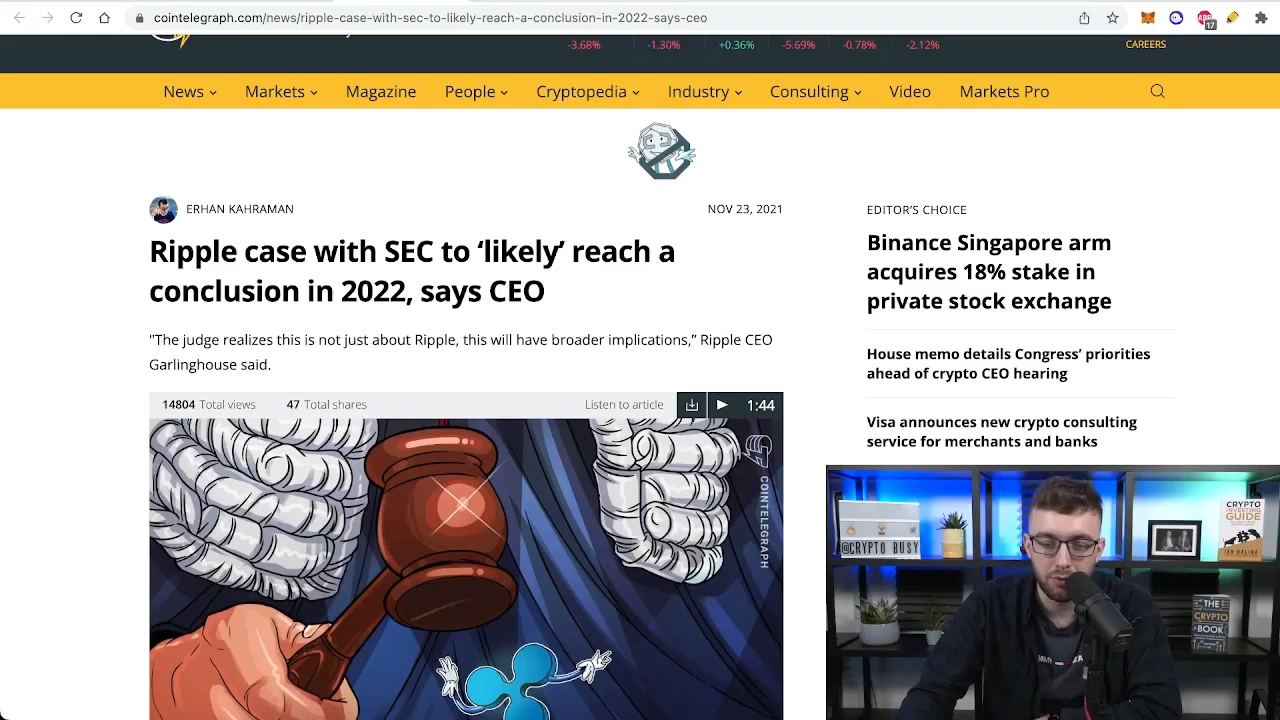 cointelegraph.com/news/ripple-case-with-sec-to-likely-reach-a-conclusion-in-2022-says-ceo
17
-3.68% -1.30% +0.36% -5.69% -0.78% -2.12%
CAREERS
News Markets Magazine People Cryptopedia Industry Consulting Video Markets Pro
ERHAN KAHRAMAN
NOV 23, 2021
Ripple case with SEC to ‘likely’ reach a
conclusion in 2022, says CEO
"The judge realizes this is not just about Ripple, this will have broader implications,” Ripple CEO
Garlinghouse said.
14804 Total views 47 Total shares Listen to article 1:44
COINTELEGRAPH
EDITOR’S CHOICE
Binance Singapore arm
acquires 18% stake in
private stock exchange
House memo details Congress’ priorities
ahead of crypto CEO hearing
Visa announces new crypto consulting
service for merchants and banks
@CRYPTO BUSY
CRYPTO
INVESTING
GUIDE
IAN BALINA
THE
CRYPTO
BOOK